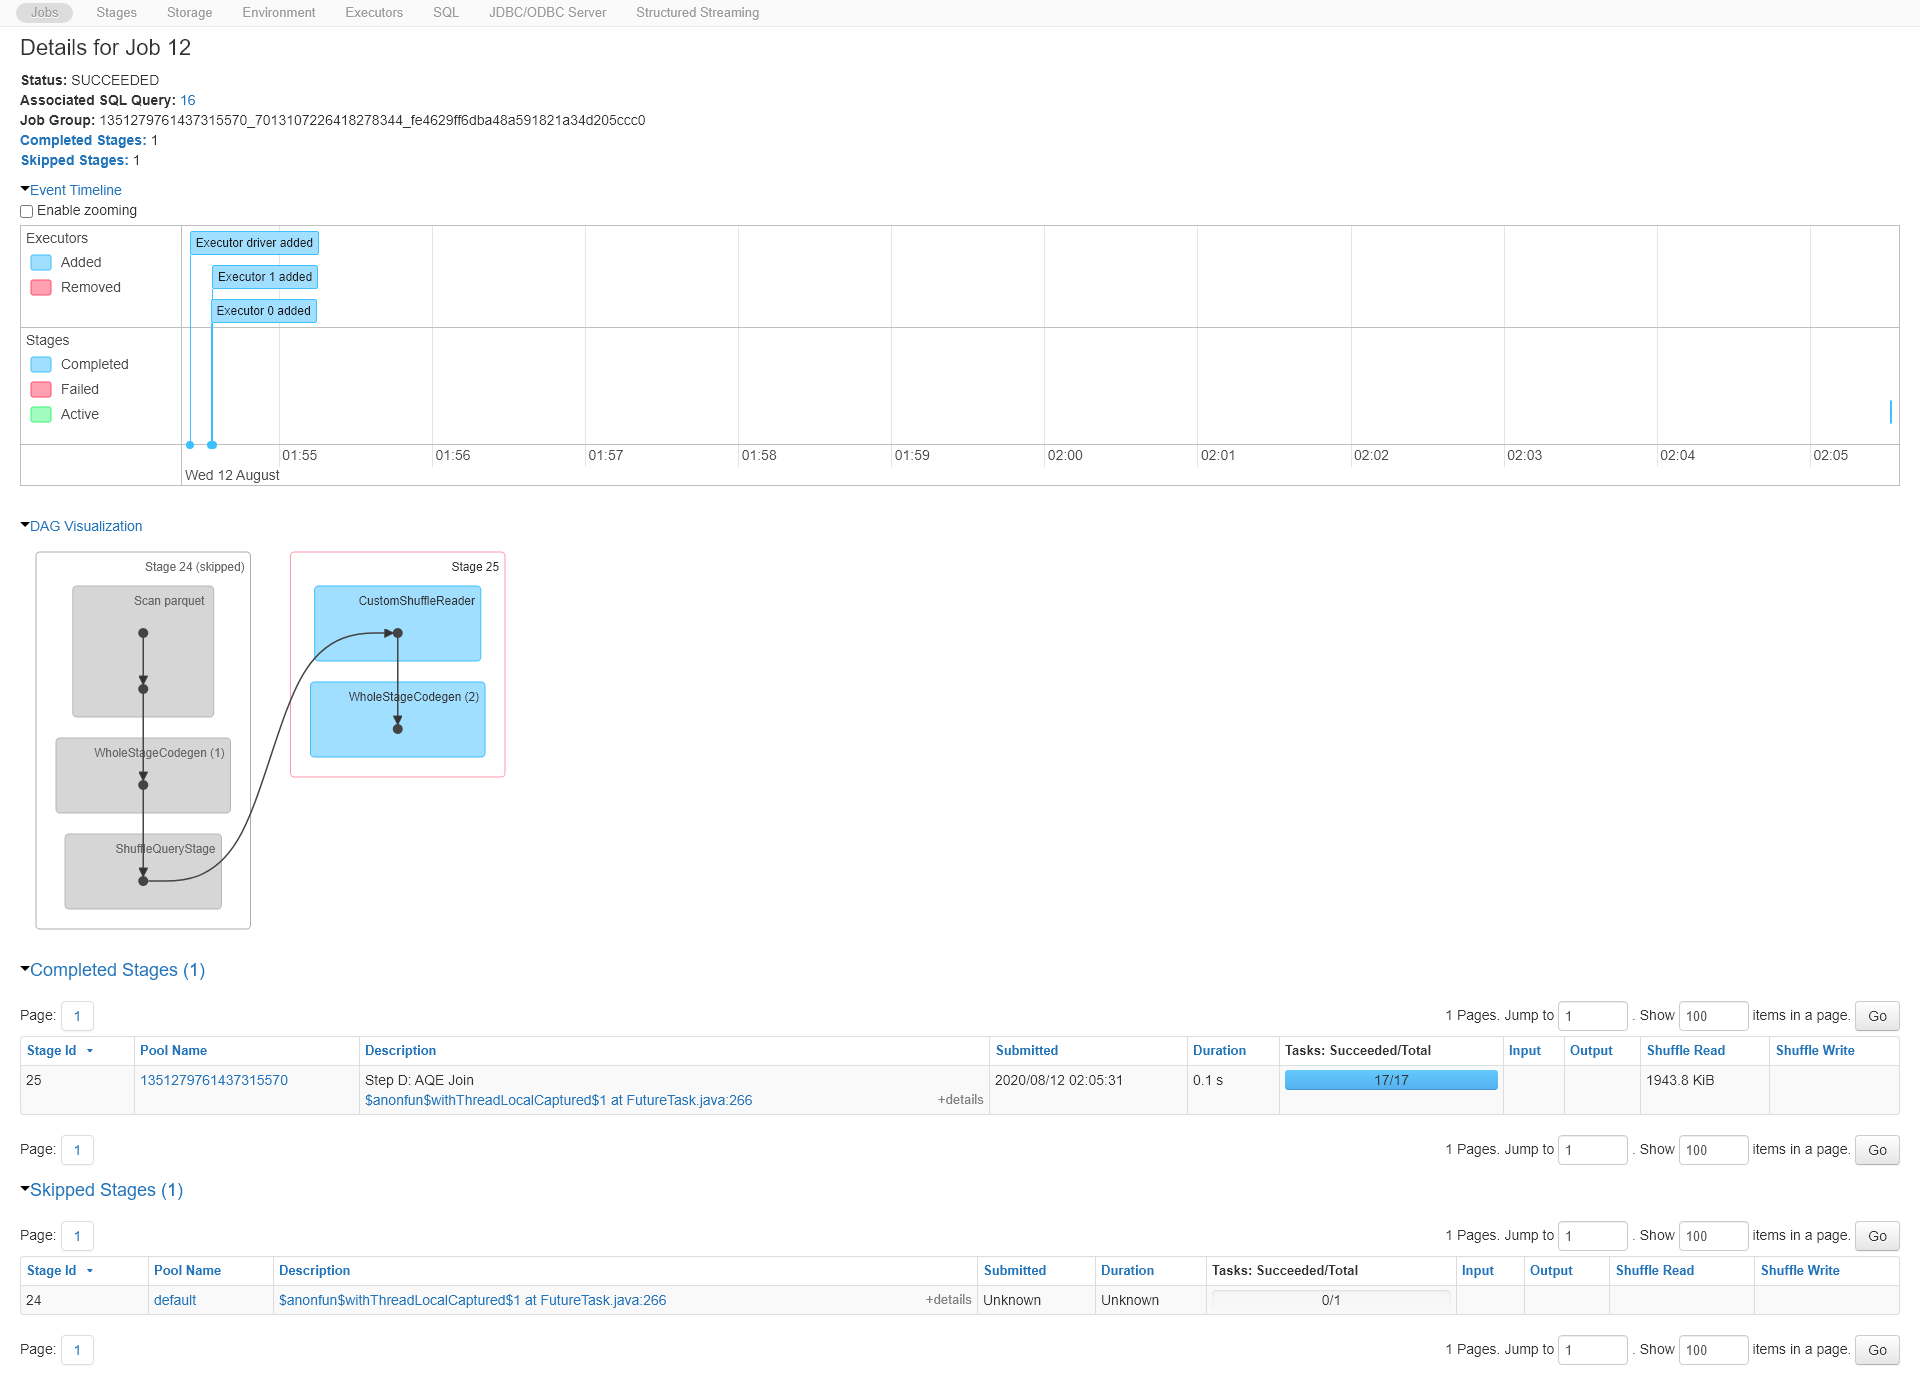 Jobs Stages Storage Environment Executors SQL JDBC/ODBC Server Structured Streaming
Details for Job 12
Status: SUCCEEDED
Associated SQL Query: 16
Job Group: 1351279761437315570_7013107226418278344_fe4629ff6dba48a591821a34d205ccc0
Completed Stages: 1
Skipped Stages: 1
Event Timeline
Enable zooming
Executors
Added
Removed
Executor driver added
Executor 1 added
Executor 0 added
Stages
Completed
Failed
Active
01:55 01:56 01:57 01:58 01:59 02:00 02:01 02:02 02:03 02:04 02:05
Wed 12 August
DAG Visualization
Stage 24 (skipped)
Scan parquet
WholeStageCodegen (1)
ShuffleQueryStage
Stage 25
CustomShuffleReader
WholeStageCodegen (2)
Completed Stages (1)
Page: 1 1 Pages. Jump to 1 . Show 100 items in a page. Go
Stage Id Pool Name Description Submitted Duration Tasks: Succeeded/Total Input Output Shuffle Read Shuffle Write
25 1351279761437315570 Step D: AQE Join 2020/08/12 02:05:31 0.1 s 17/17 1943.8 KiB
$anonfun$withThreadLocalCaptured$1 at FutureTask.java:266 +details
Page: 1 1 Pages. Jump to 1 . Show 100 items in a page. Go
Skipped Stages (1)
Page: 1 1 Pages. Jump to 1 . Show 100 items in a page. Go
Stage Id Pool Name Description Submitted Duration Tasks: Succeeded/Total Input Output Shuffle Read Shuffle Write
24 default $anonfun$withThreadLocalCaptured$1 at FutureTask.java:266 +details Unknown Unknown 0/1
Page: 1 1 Pages. Jump to 1 . Show 100 items in a page. Go